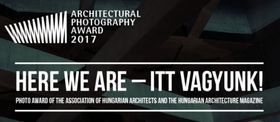 ARCHITECTURAL
PHOTOGRAPHY
AWARD
2017
HERE WE ARE – ITT VAGYUNK!
PHOTO AWARD OF THE ASSOCIATION OF HUNGARIAN ARCHITECTS AND THE HUNGARIAN ARCHITECTURE MAGAZINE